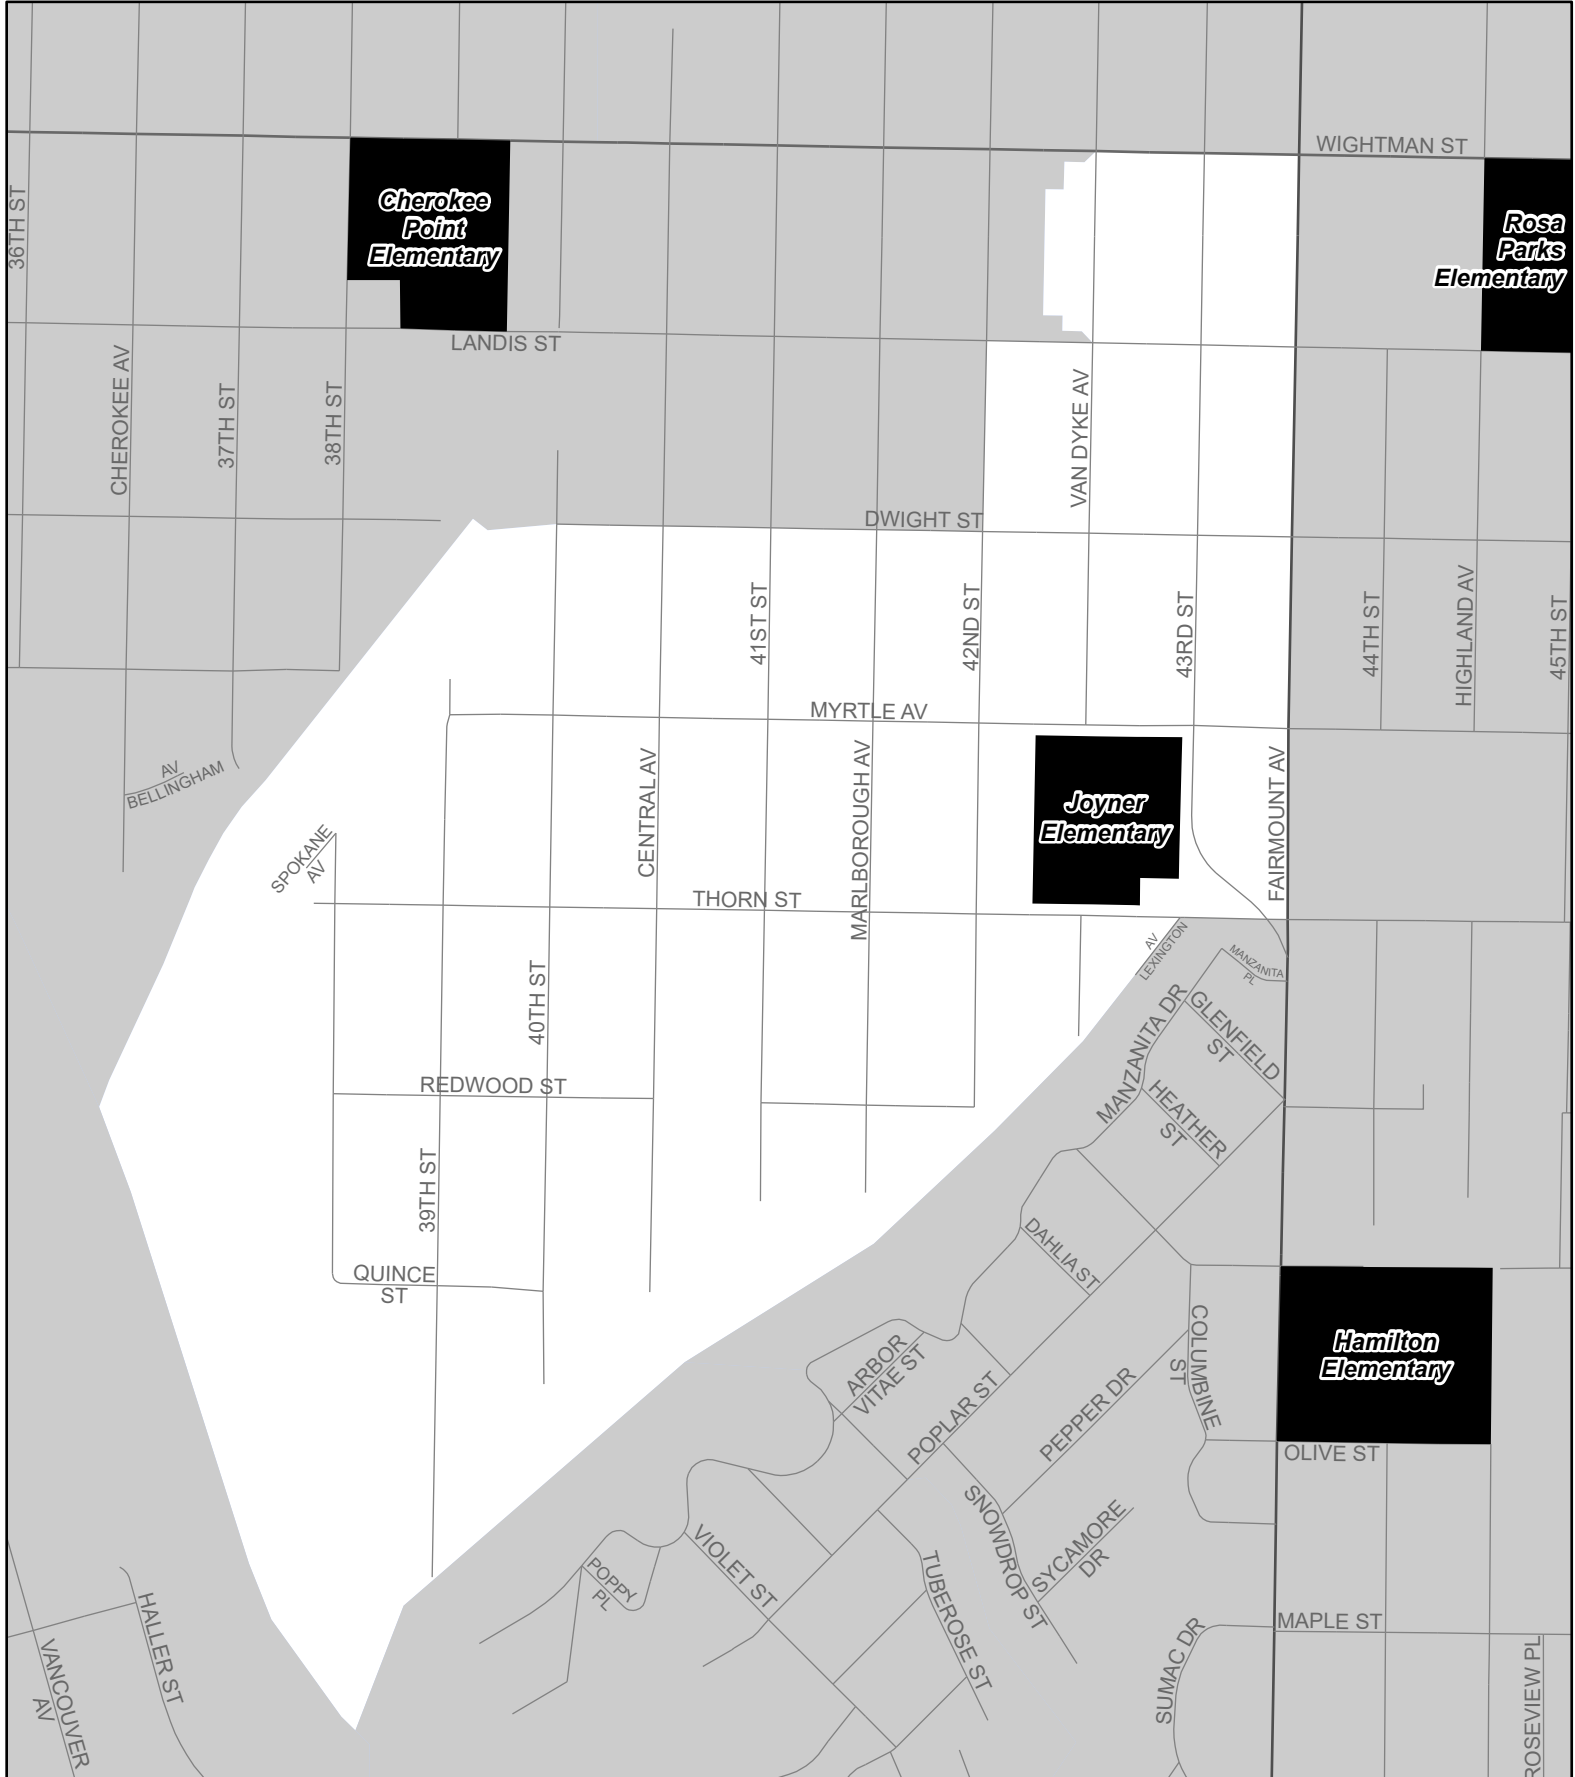 WIGHTMAN ST
36TH ST
Cherokee
Point
Elementary
Rosa
Parks
Elementary
LANDIS ST
CHEROKEE AV
37TH ST
38TH ST
VAN DYKE AV
DWIGHT ST
41ST ST
42ND ST
43RD ST
44TH ST
HIGHLAND AV
45TH ST
MYRTLE AV
BELLINGHAM
AV
SPOKANE
AV
CENTRAL AV
MARLBOROUGH AV
Joyner
Elementary
FAIRMOUNT AV
THORN ST
LEXINGTON
AV
MANZANITA
PL
40TH ST
MANZANITA DR
GLENFIELD
ST
REDWOOD ST
HEATHER
ST
39TH ST
DAHLIA ST
QUINCE
ST
COLUMBINE
ST
Hamilton
Elementary
ARBOR
VITAE ST
POPLAR ST
PEPPER DR
OLIVE ST
SNOWDROP ST
SYCAMORE
DR
VIOLET ST
POPPY
PL
TUBEROSE ST
HALLER ST
VANCOUVER
AV
SUMAC DR
MAPLE ST
ROSEVIEW PL